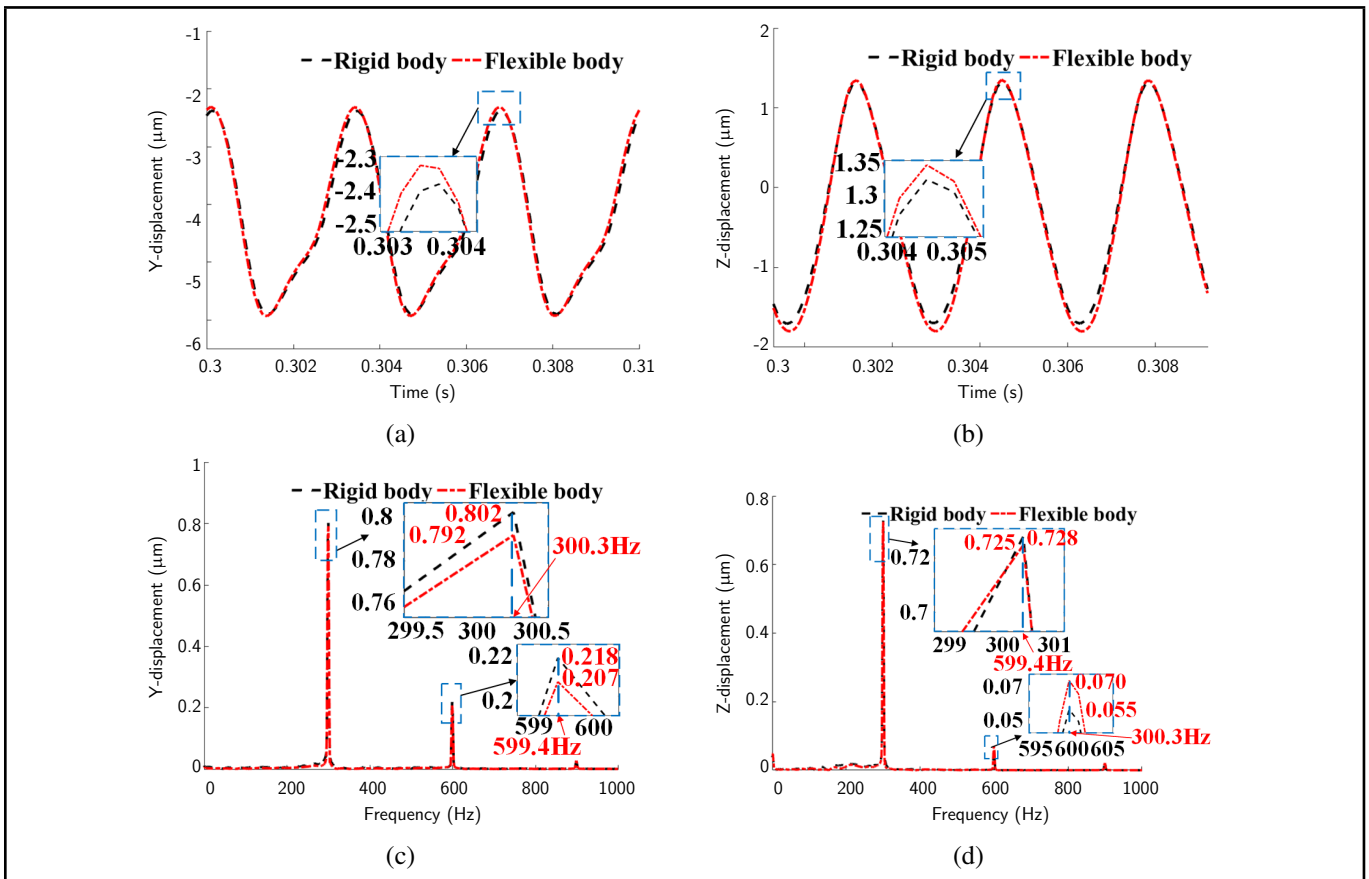 -1
-2
-3
-4
-5
-6
Y-displacement (μm)
Rigid body Flexible body
-2.3
-2.4
-2.5
0.303 0.304
0.3 0.302 0.304 0.306 0.308 0.31
Time (s)
(a)
2
1
0
-1
-2
Z-displacement (μm)
Rigid body Flexible body
1.35
1.3
1.25
0.304 0.305
0.3 0.302 0.304 0.306 0.308
Time (s)
(b)
1
0.8
0.6
0.4
0.2
0
Y-displacement (μm)
Rigid body Flexible body
0.8
0.78
0.76
0.802
0.792
300.3Hz
299.5 300 300.5
0.22
0.2
0.218
0.207
599 600
599.4Hz
0 200 400 600 800 1000
Frequency (Hz)
(c)
0.8
0.6
0.4
0.2
0
Z-displacement (μm)
Rigid body Flexible body
0.72
0.7
0.725 0.728
299 300 301
599.4Hz
0.07
0.05
0.070
0.055
300.3Hz
595 600 605
0 200 400 600 800 1000
Frequency (Hz)
(d)